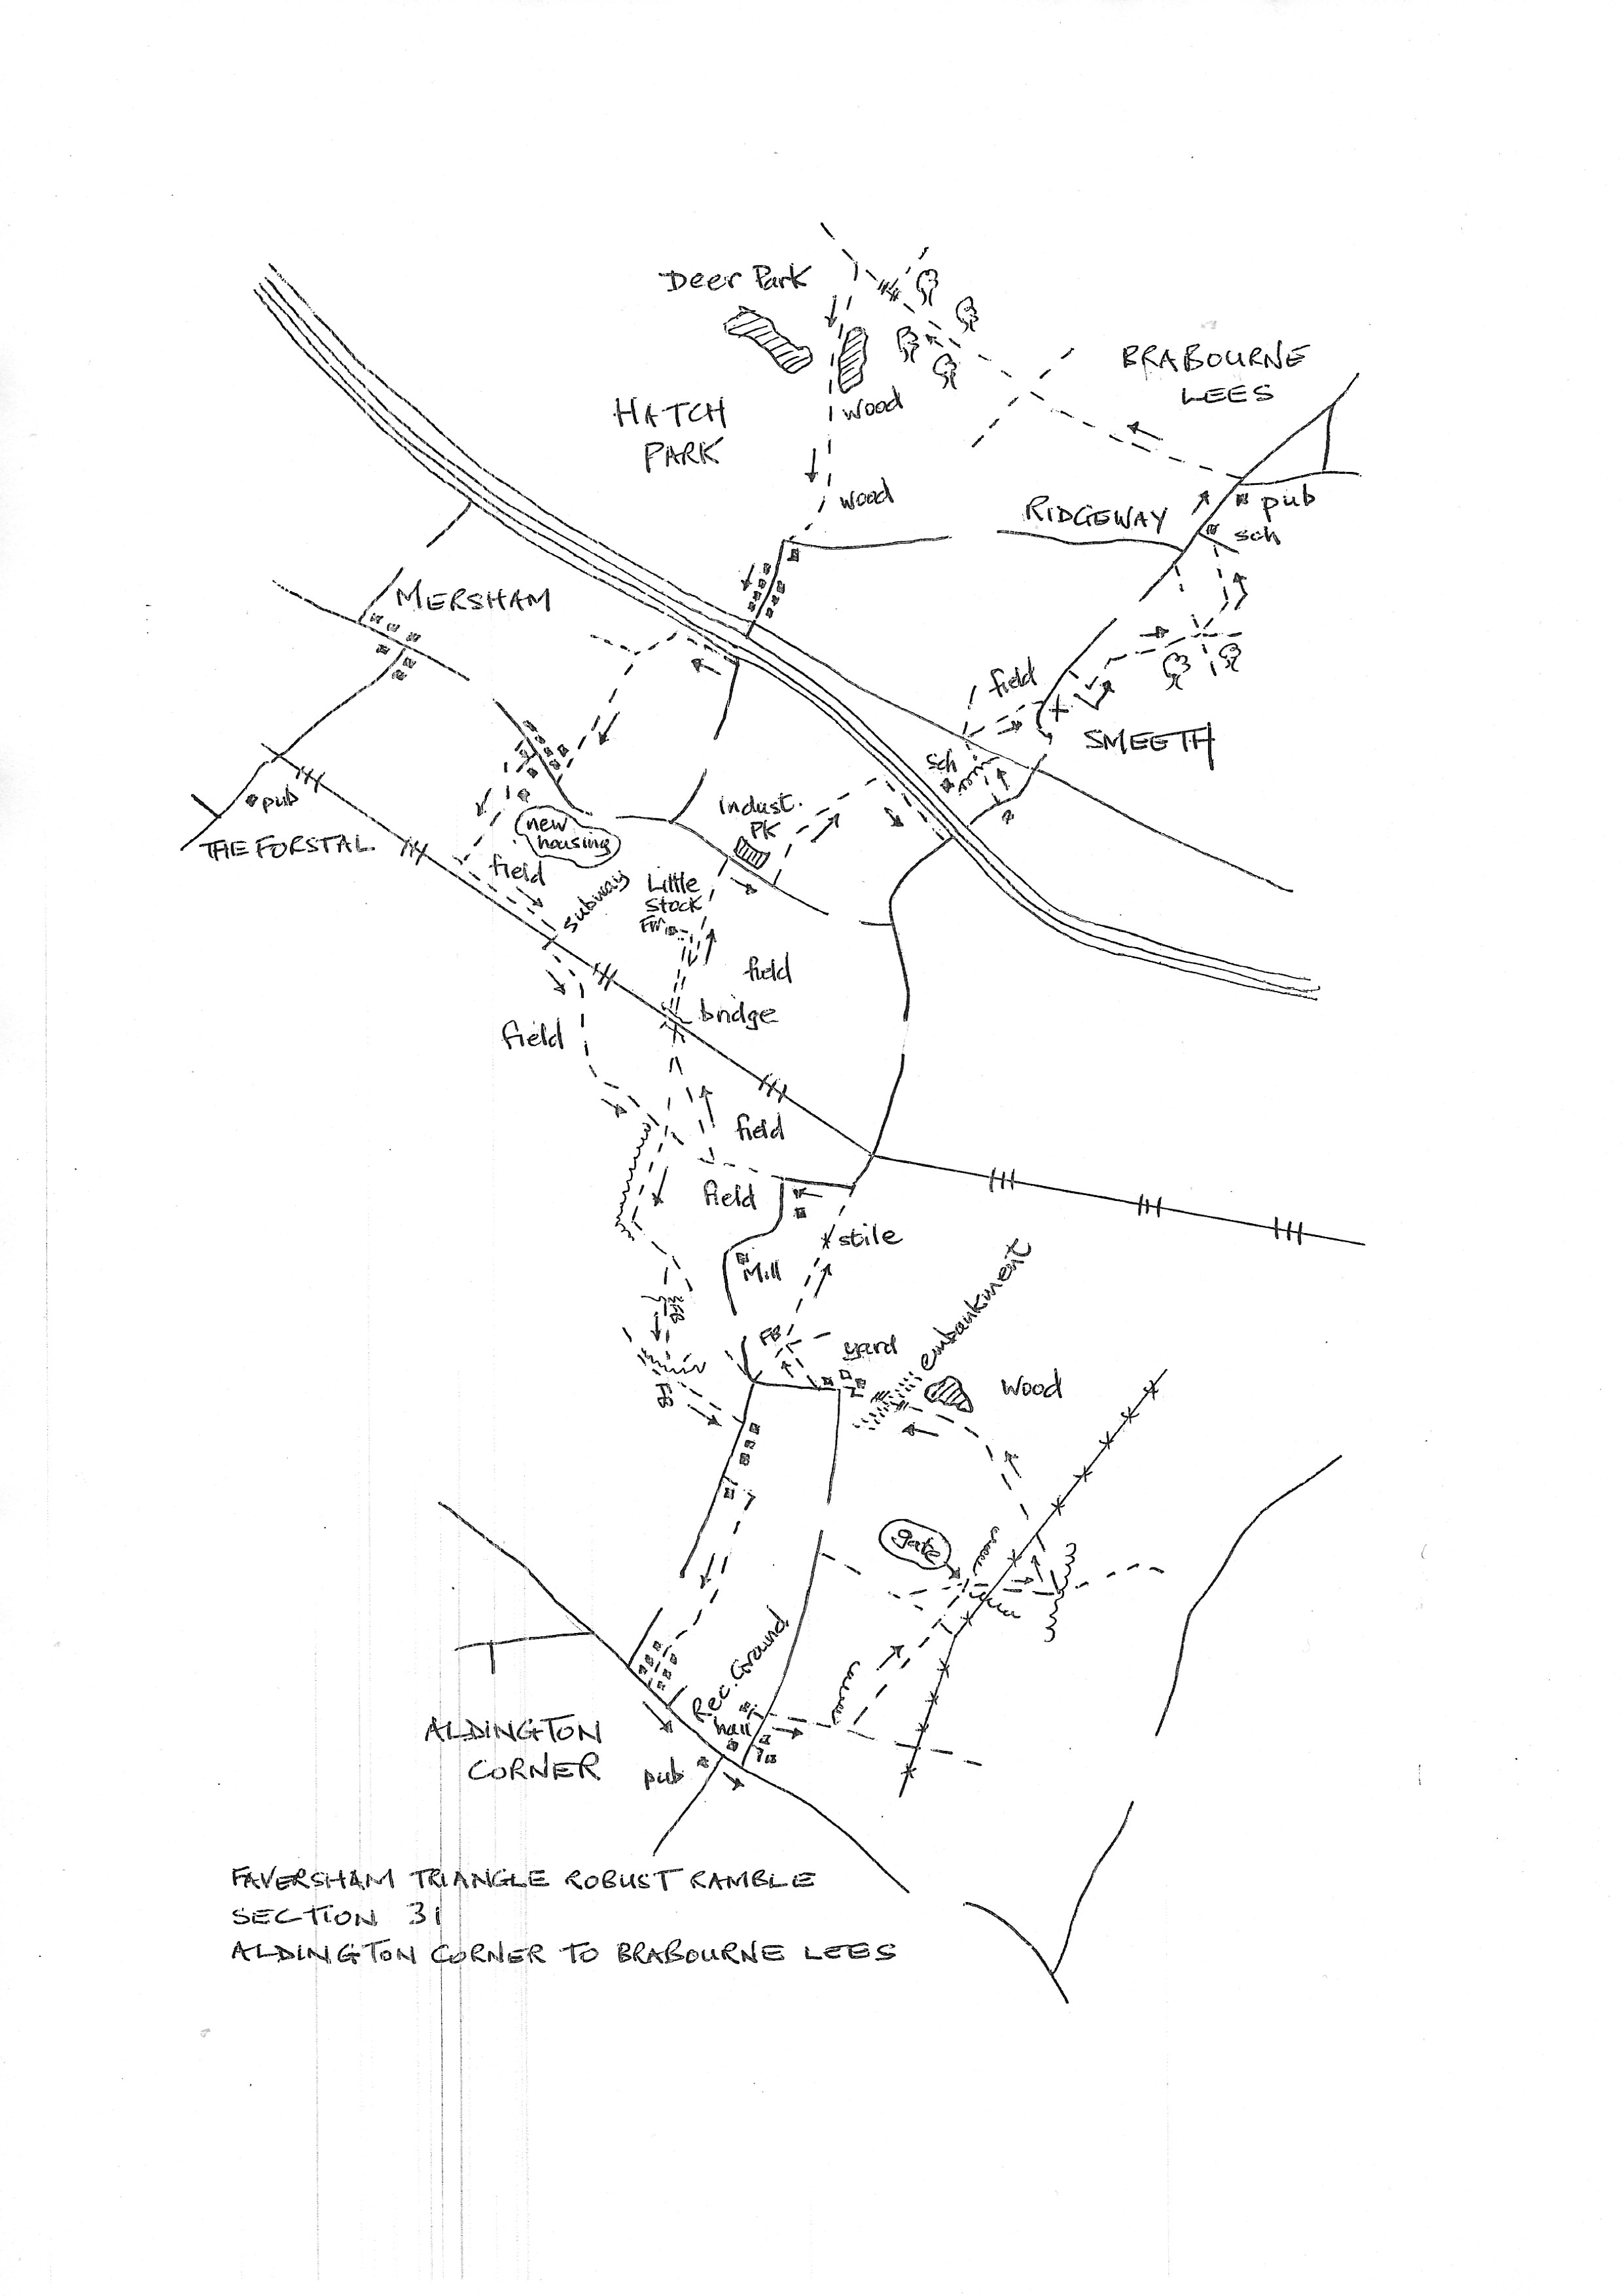 Deer Park
BRABOURNE
LEES
HATCH
PARK
wood
wood
RIDGEWAY
pub
sch
MERSHAM
field
SMEETH
sch
pub
THE FORSTAL
new
housing
Indust.
PK
field
subway
Little
Stock
Fm
field
bridge
field
field
field
stile
Mill
embankment
FB
yard
wood
FB
FB
gate
Rec. Ground
hall
ALDINGTON
CORNER
pub
FAVERSHAM TRIANGLE ROBUST RAMBLE
SECTION 31
ALDINGTON CORNER TO BRABOURNE LEES